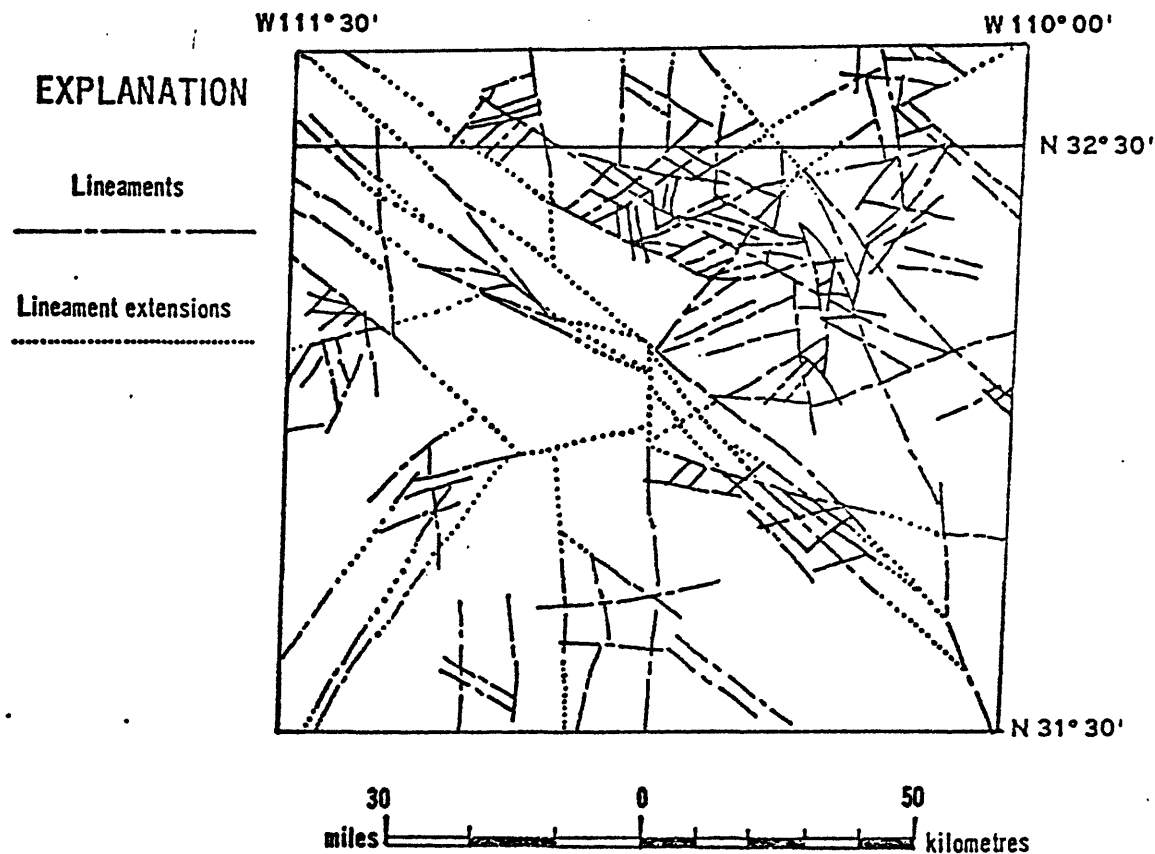 W111°30' W110°00'
EXPLANATION
N 32°30'
Lineaments
Lineament extensions
N 31°30'
30 0 50
miles kilometres